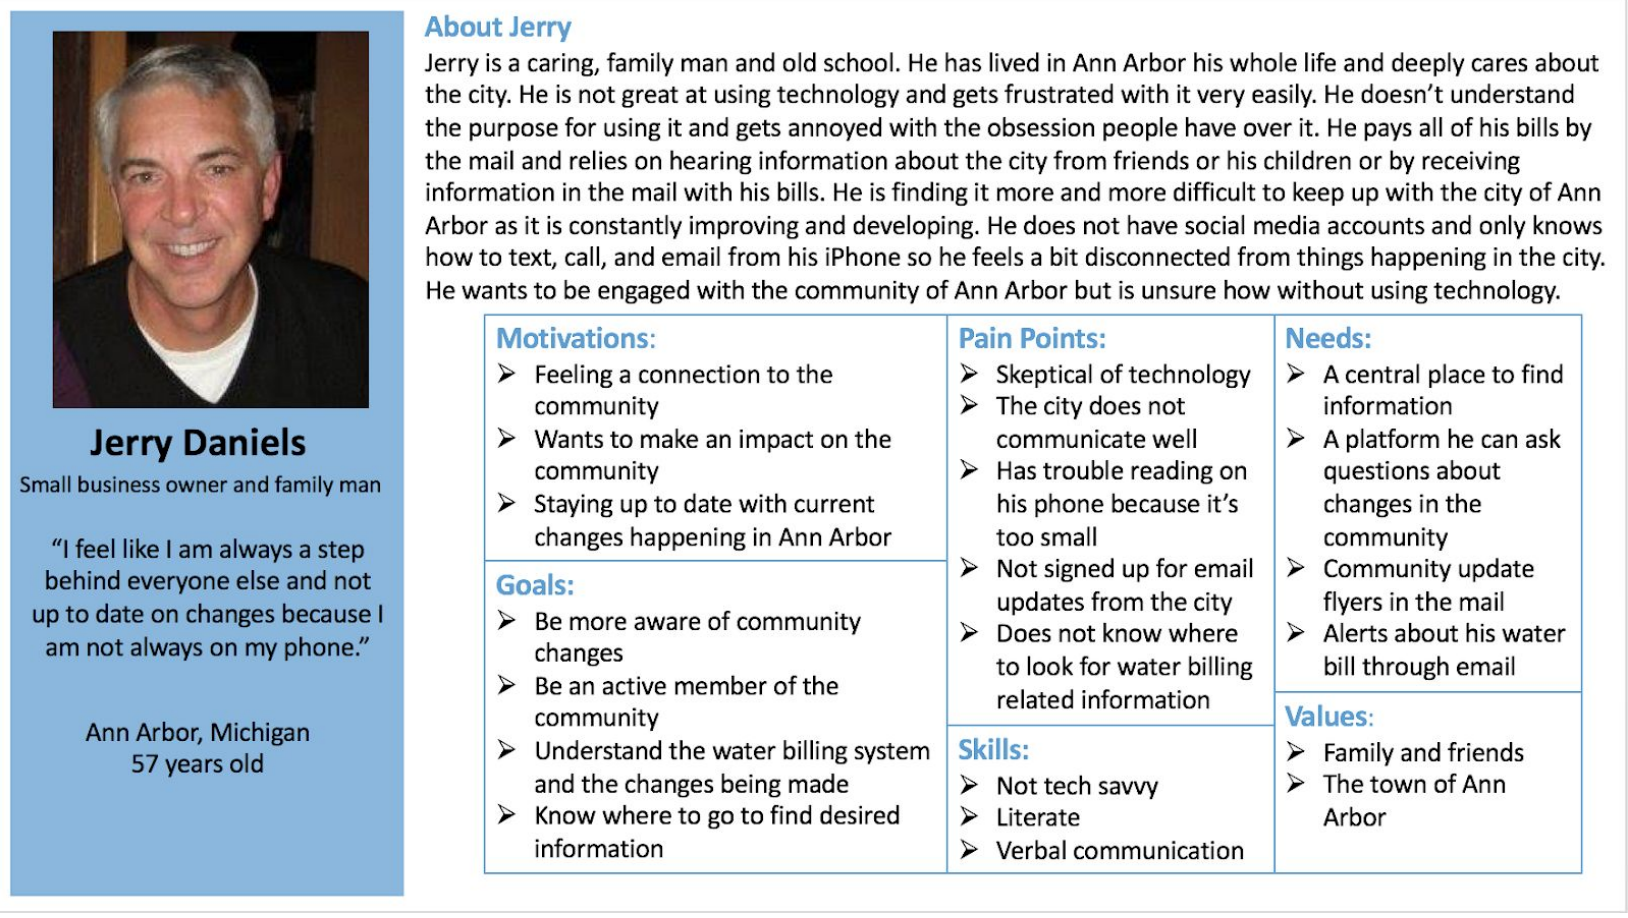 Jerry Daniels
Small business owner and family man
“I feel like I am always a step
behind everyone else and not
up to date on changes because I
am not always on my phone.”
Ann Arbor, Michigan
57 years old
About Jerry
Jerry is a caring, family man and old school. He has lived in Ann Arbor his whole life and deeply cares about
the city. He is not great at using technology and gets frustrated with it very easily. He doesn’t understand
the purpose for using it and gets annoyed with the obsession people have over it. He pays all of his bills by
the mail and relies on hearing information about the city from friends or his children or by receiving
information in the mail with his bills. He is finding it more and more difficult to keep up with the city of Ann
Arbor as it is constantly improving and developing. He does not have social media accounts and only knows
how to text, call, and email from his iPhone so he feels a bit disconnected from things happening in the city.
He wants to be engaged with the community of Ann Arbor but is unsure how without using technology.
Motivations:
➢ Feeling a connection to the
community
➢ Wants to make an impact on the
community
➢ Staying up to date with current
changes happening in Ann Arbor
Goals:
➢ Be more aware of community
changes
➢ Be an active member of the
community
➢ Understand the water billing system
and the changes being made
➢ Know where to go to find desired
information
Pain Points:
➢ Skeptical of technology
➢ The city does not
communicate well
➢ Has trouble reading on
his phone because it’s
too small
➢ Not signed up for email
updates from the city
➢ Does not know where
to look for water billing
related information
Skills:
➢ Not tech savvy
➢ Literate
➢ Verbal communication
Needs:
➢ A central place to find
information
➢ A platform he can ask
questions about
changes in the
community
➢ Community update
flyers in the mail
➢ Alerts about his water
bill through email
Values:
➢ Family and friends
➢ The town of Ann
Arbor